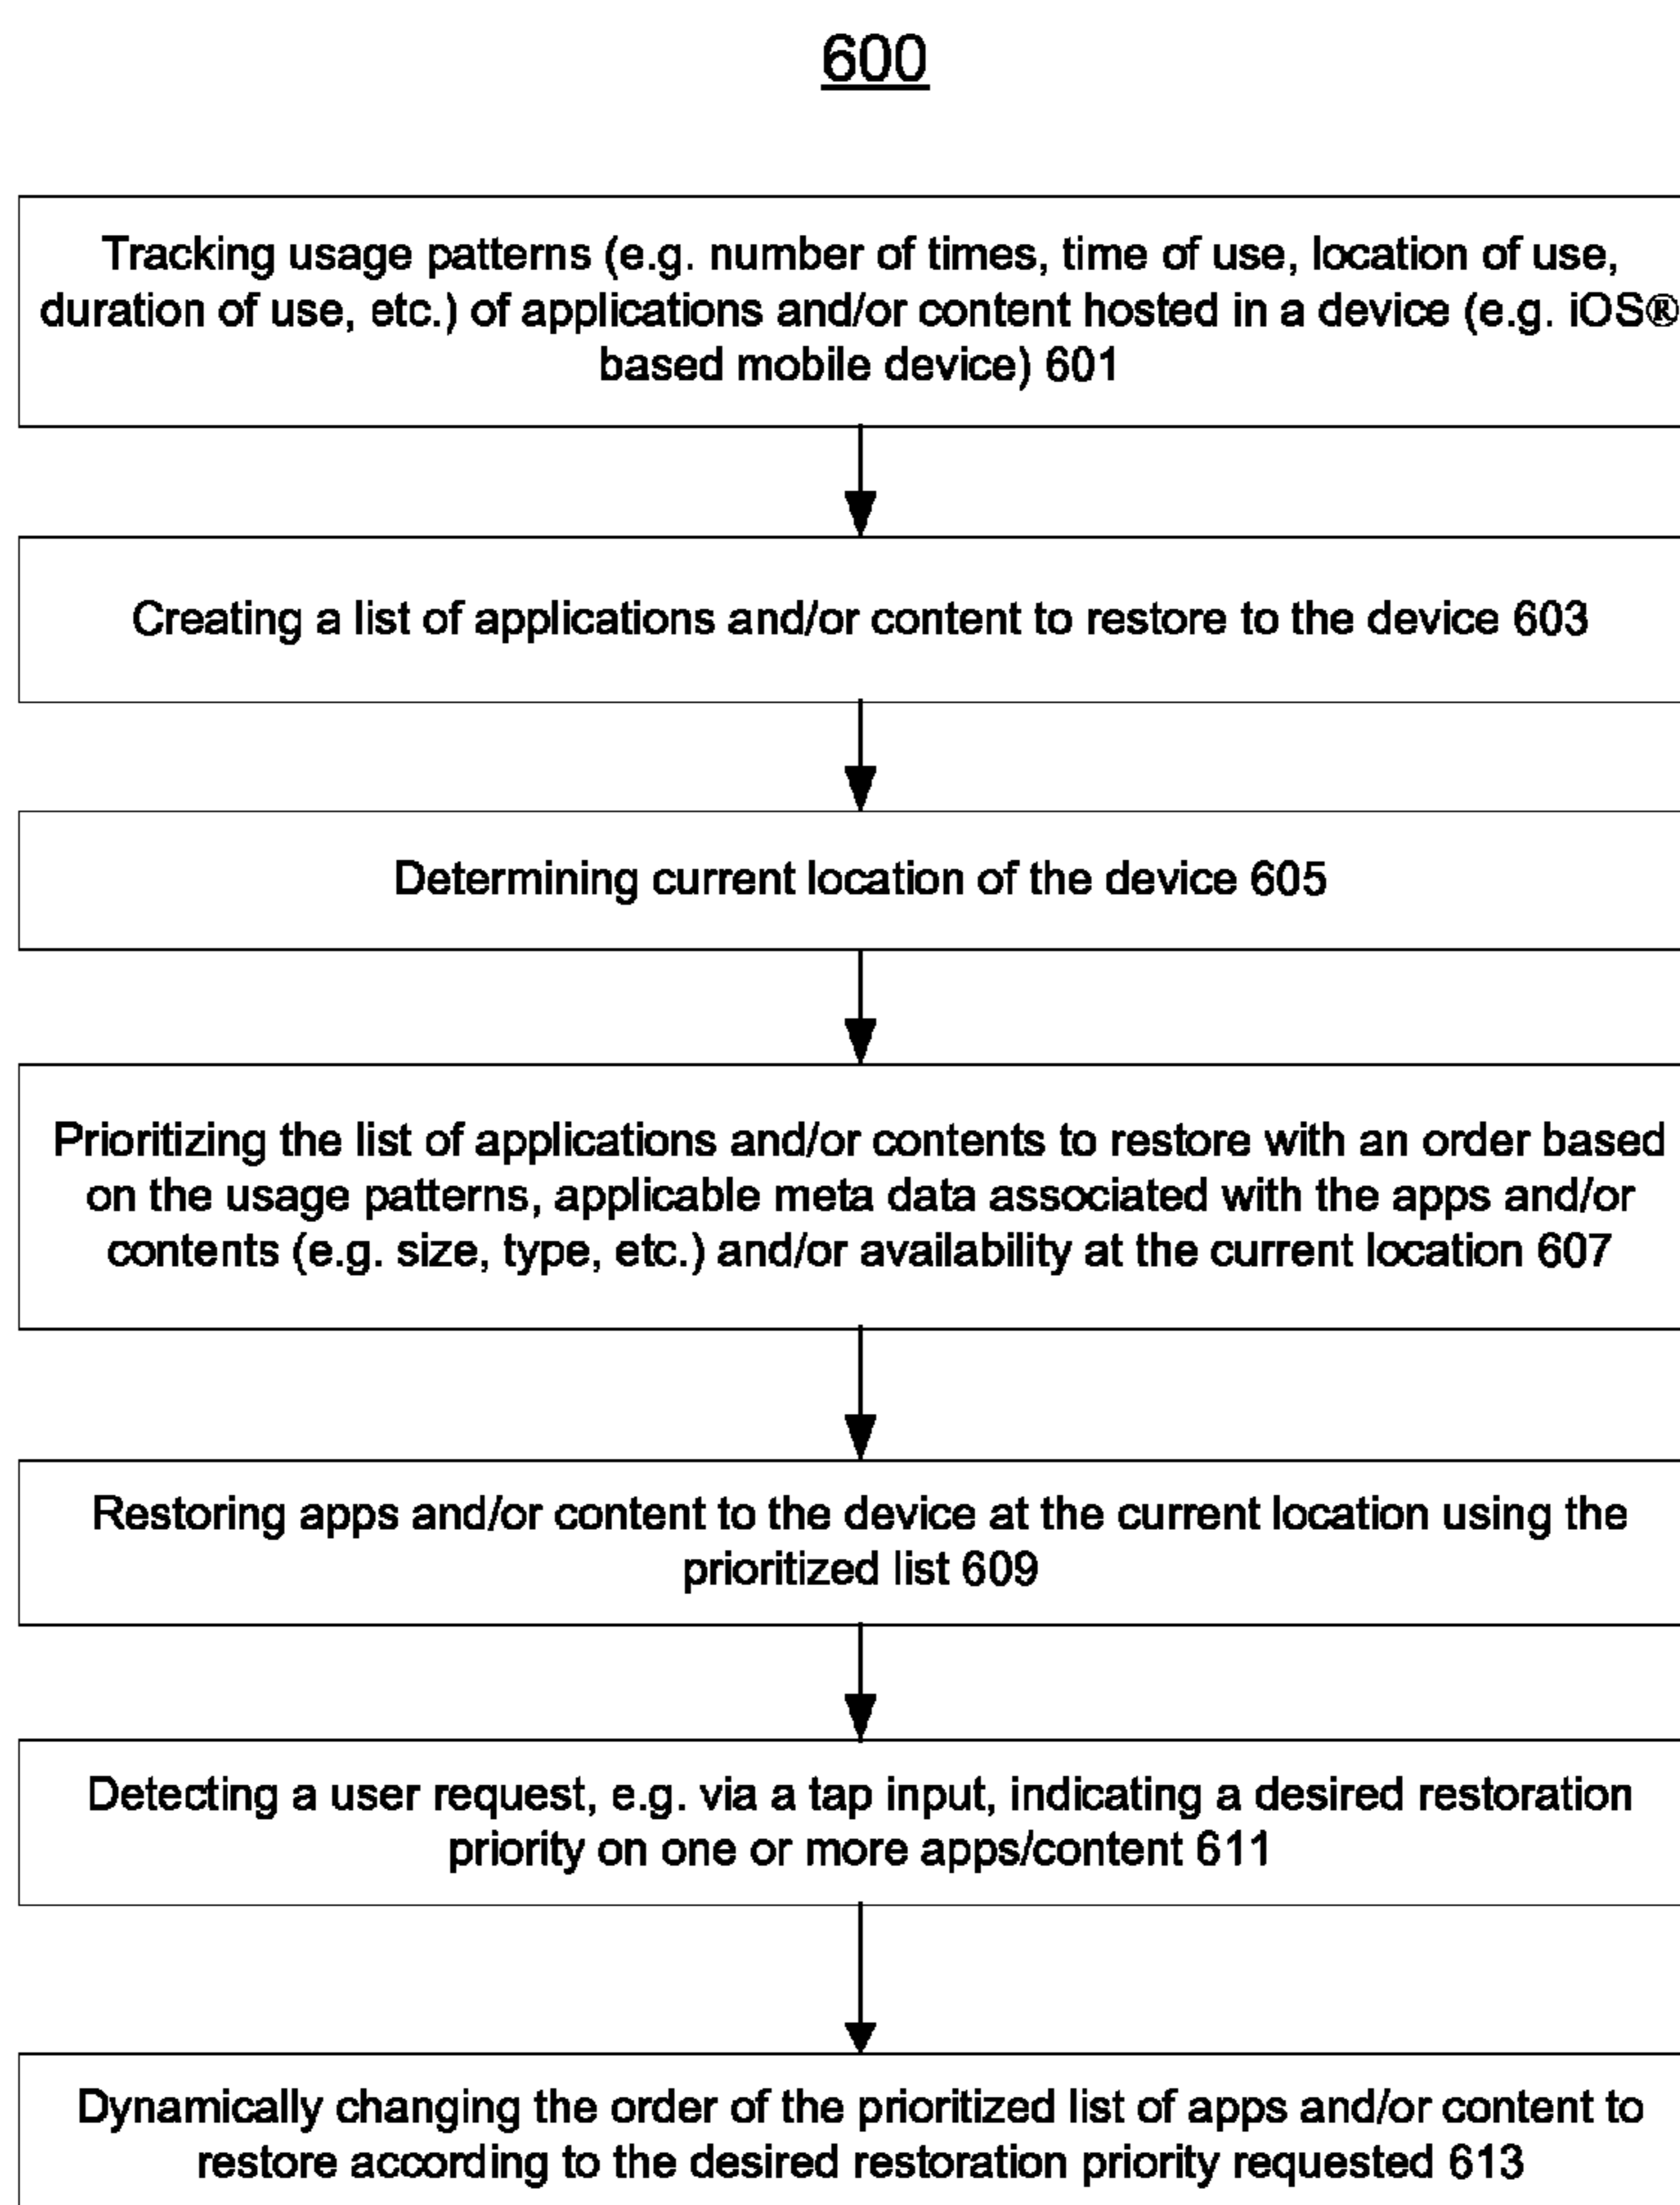 600
Tracking usage patterns (e.g. number of times, time of use, location of use,
duration of use, etc.) of applications and/or content hosted in a device (e.g. iOS®
based mobile device) 601
Creating a list of applications and/or content to restore to the device 603
Determining current location of the device 605
Prioritizing the list of applications and/or contents to restore with an order based
on the usage patterns, applicable meta data associated with the apps and/or
contents (e.g. size, type, etc.) and/or availability at the current location 607
Restoring apps and/or content to the device at the current location using the
prioritized list 609
Detecting a user request, e.g. via a tap input, indicating a desired restoration
priority on one or more apps/content 611
Dynamically changing the order of the prioritized list of apps and/or content to
restore according to the desired restoration priority requested 613